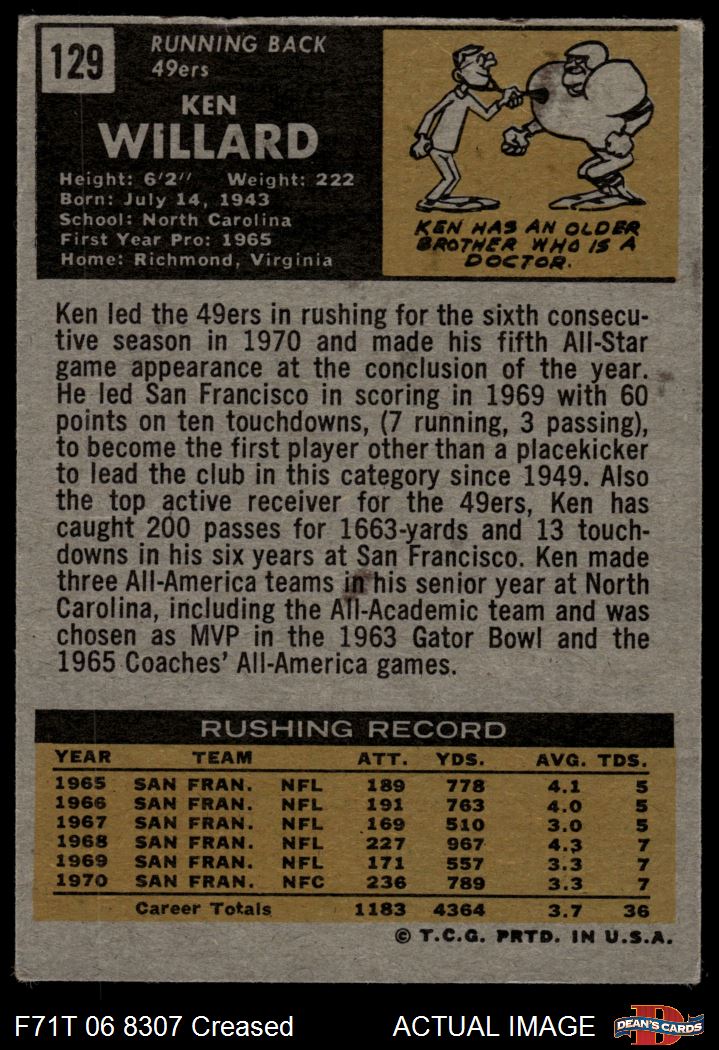 129
RUNNING BACK
49ers
KEN
WILLARD
Height: 6'2" Weight: 222
Born: July 14, 1943
School: North Carolina
First Year Pro: 1965
Home: Richmond, Virginia
KEN HAS AN OLDER
BROTHER WHO IS A
DOCTOR.
Ken led the 49ers in rushing for the sixth consecu-
tive season in 1970 and made his fifth All-Star
game appearance at the conclusion of the year.
He led San Francisco in scoring in 1969 with 60
points on ten touchdowns, (7 running, 3 passing),
to become the first player other than a placekicker
to lead the club in this category since 1949. Also
the top active receiver for the 49ers, Ken has
caught 200 passes for 1663-yards and 13 touch-
downs in his six years at San Francisco. Ken made
three All-America teams in his senior year at North
Carolina, including the All-Academic team and was
chosen as MVP in the 1963 Gator Bowl and the
1965 Coaches' All-America games.
RUSHING RECORD
YEAR TEAM ATT. YDS. AVG. TDS.
1965 SAN FRAN. NFL 189 778 4.1 5
1966 SAN FRAN. NFL 191 763 4.0 5
1967 SAN FRAN. NFL 169 510 3.0 5
1968 SAN FRAN. NFL 227 967 4.3 7
1969 SAN FRAN. NFL 171 557 3.3 7
1970 SAN FRAN. NFC 236 789 3.3 7
Career Totals 1183 4364 3.7 36
© T.C.G. PRTD. IN U.S.A.
F71T 06 8307 Creased ACTUAL IMAGE DEAN'S CARDS